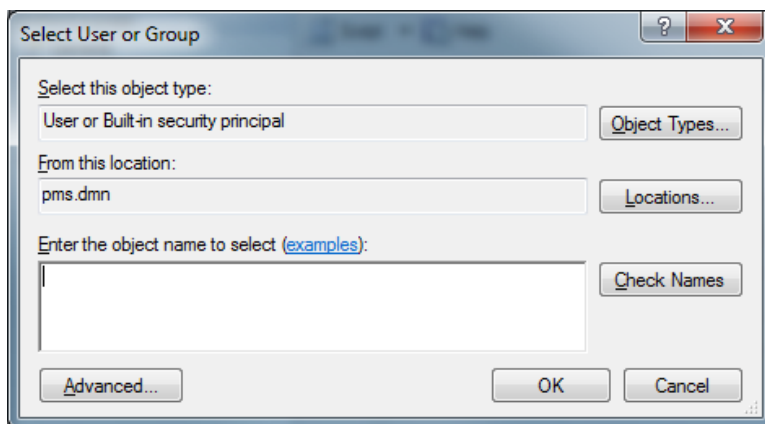 Select User or Group
Select this object type:
User or Built-in security principal
Object Types...
From this location:
pms.dmn
Locations...
Enter the object name to select (examples):
Check Names
Advanced...
OK
Cancel